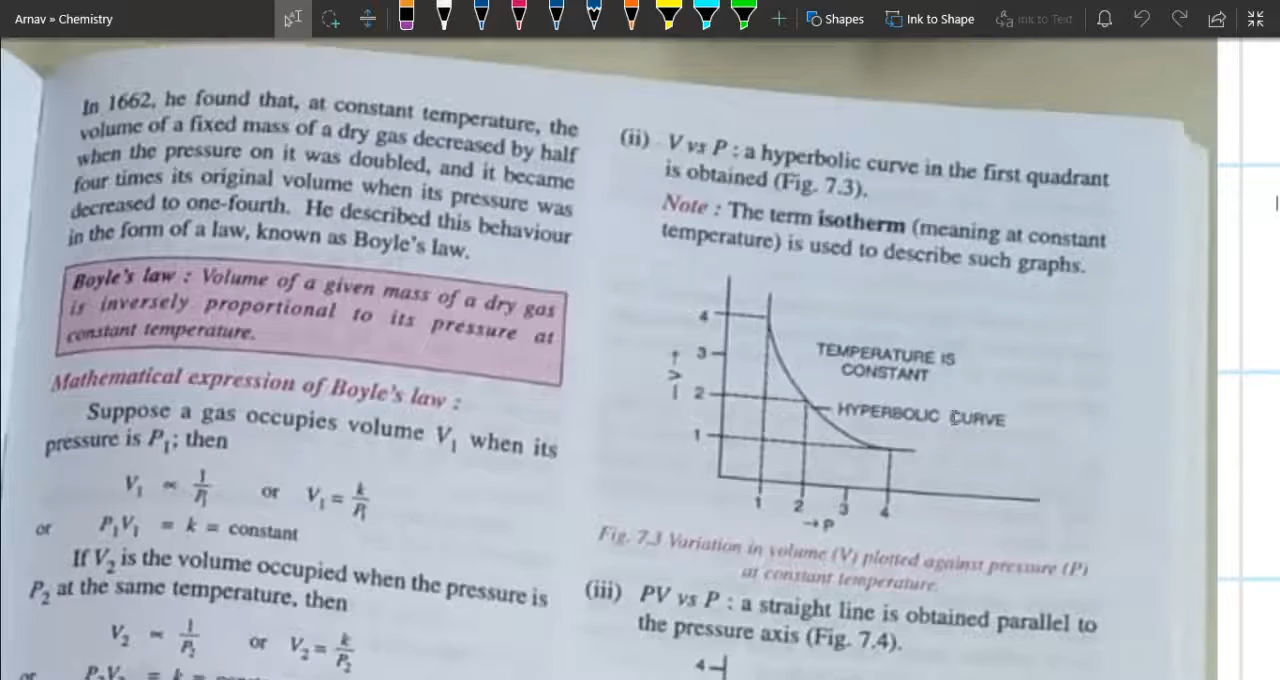 Arnav » Chemistry
Shapes
Ink to Shape
Ink to Text
In 1662, he found that, at constant temperature, the
volume of a fixed mass of a dry gas decreased by half
when the pressure on it was doubled, and it became
four times its original volume when its pressure was
decreased to one-fourth. He described this behaviour
in the form of a law, known as Boyle's law.
Boyle's law : Volume of a given mass of a dry gas
is inversely proportional to its pressure at
constant temperature.
Mathematical expression of Boyle's law :
Suppose a gas occupies volume V₁ when its
pressure is P₁; then
V₁ ∝ 1/P₁ or V₁ = k/P₁
or P₁V₁ = k = constant
If V₂ is the volume occupied when the pressure is
P₂ at the same temperature, then
V₂ ∝ 1/P₂ or V₂ = k/P₂
or P₂V₂ = k =
(ii) V vs P : a hyperbolic curve in the first quadrant
is obtained (Fig. 7.3).
Note : The term isotherm (meaning at constant
temperature) is used to describe such graphs.
4
3
2
1
V →
TEMPERATURE IS
CONSTANT
HYPERBOLIC CURVE
1 2 3 4
→ P
Fig. 7.3 Variation in volume (V) plotted against pressure (P)
at constant temperature.
(iii) PV vs P : a straight line is obtained parallel to
the pressure axis (Fig. 7.4).
4